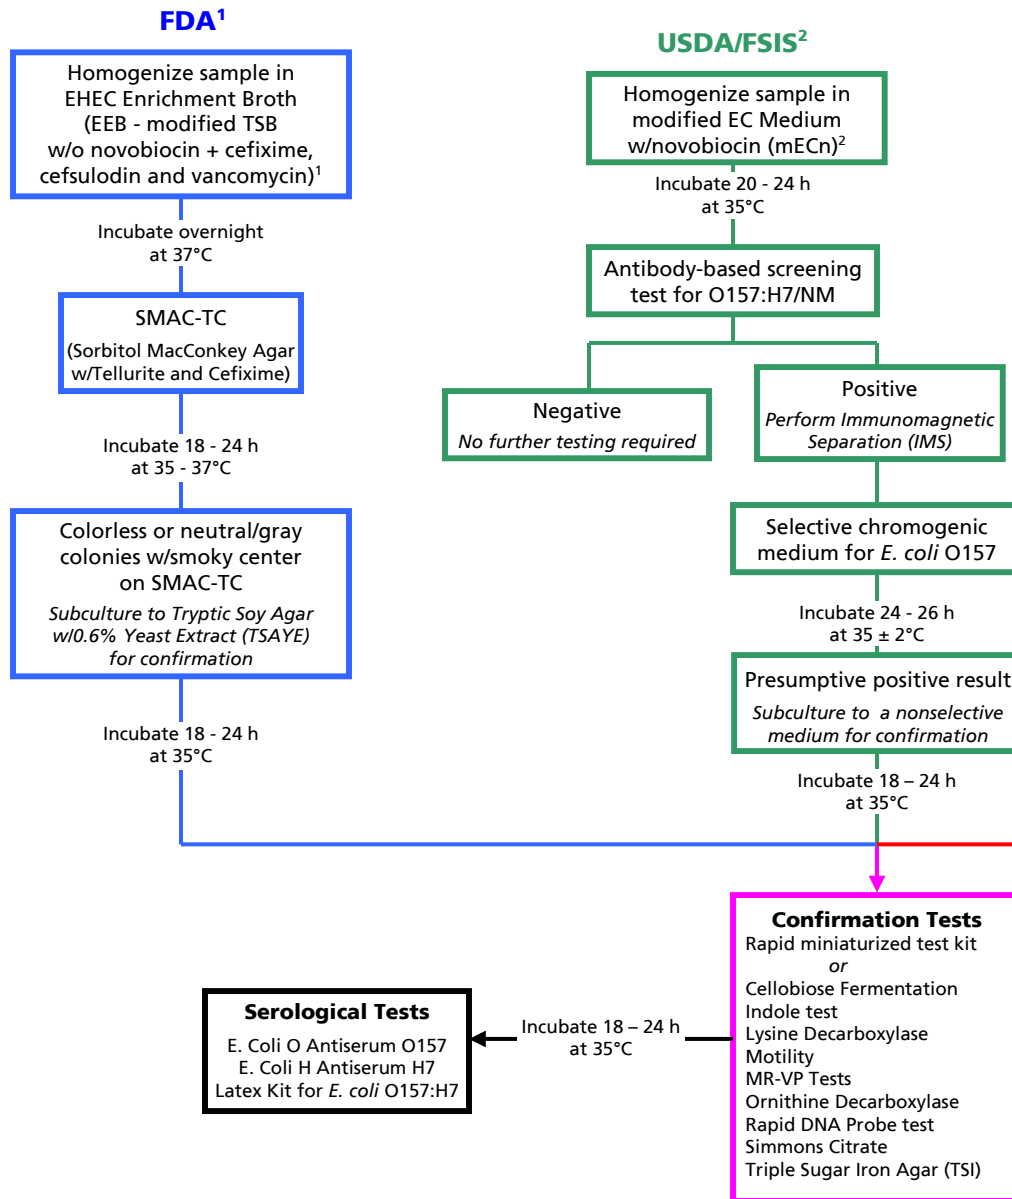 FDA¹
Homogenize sample in
EHEC Enrichment Broth
(EEB - modified TSB
w/o novobiocin + cefixime,
cefsulodin and vancomycin)¹
Incubate overnight
at 37°C
SMAC-TC
(Sorbitol MacConkey Agar
w/Tellurite and Cefixime)
Incubate 18 - 24 h
at 35 - 37°C
Colorless or neutral/gray
colonies w/smoky center
on SMAC-TC
Subculture to Tryptic Soy Agar
w/0.6% Yeast Extract (TSAYE)
for confirmation
Incubate 18 - 24 h
at 35°C
USDA/FSIS²
Homogenize sample in
modified EC Medium
w/novobiocin (mECn)²
Incubate 20 - 24 h
at 35°C
Antibody-based screening
test for O157:H7/NM
Negative
No further testing required
Positive
Perform Immunomagnetic
Separation (IMS)
Selective chromogenic
medium for E. coli O157
Incubate 24 - 26 h
at 35 ± 2°C
Presumptive positive result
Subculture to a nonselective
medium for confirmation
Incubate 18 – 24 h
at 35°C
Confirmation Tests
Rapid miniaturized test kit
or
Cellobiose Fermentation
Indole test
Lysine Decarboxylase
Motility
MR-VP Tests
Ornithine Decarboxylase
Rapid DNA Probe test
Simmons Citrate
Triple Sugar Iron Agar (TSI)
Incubate 18 – 24 h
at 35°C
Serological Tests
E. Coli O Antiserum O157
E. Coli H Antiserum H7
Latex Kit for E. coli O157:H7